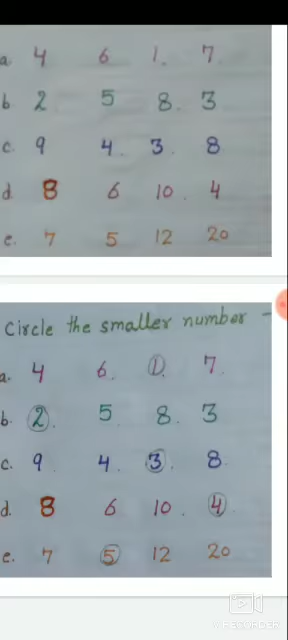 a. 4 6 1. 7.
b 2. 5 8. 3
c. 9 4. 3. 8
d 8 6 10. 4
e. 7 5 12 20
Circle the smaller number -
a. 4 6. 1. 7.
b. 2. 5. 8. 3
c. 9. 4. 3. 8.
d. 8 6 10. 4.
e. 7 5 12 20
RECORDER